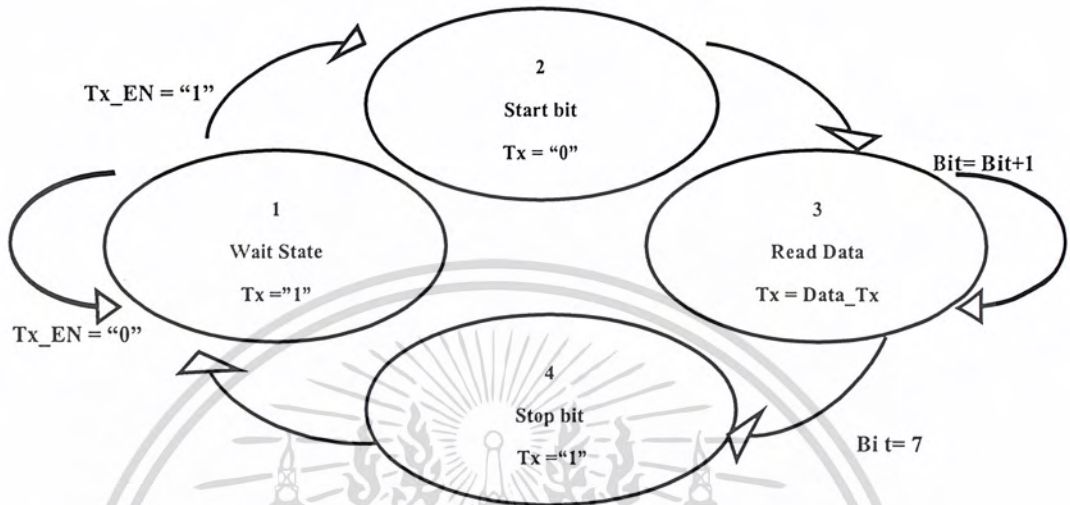 2
Start bit
Tx = “0”
Tx_EN = “1”
1
Wait State
Tx =”1”
Tx_EN = “0”
Bit= Bit+1
3
Read Data
Tx = Data_Tx
4
Stop bit
Tx =“1”
Bi t= 7